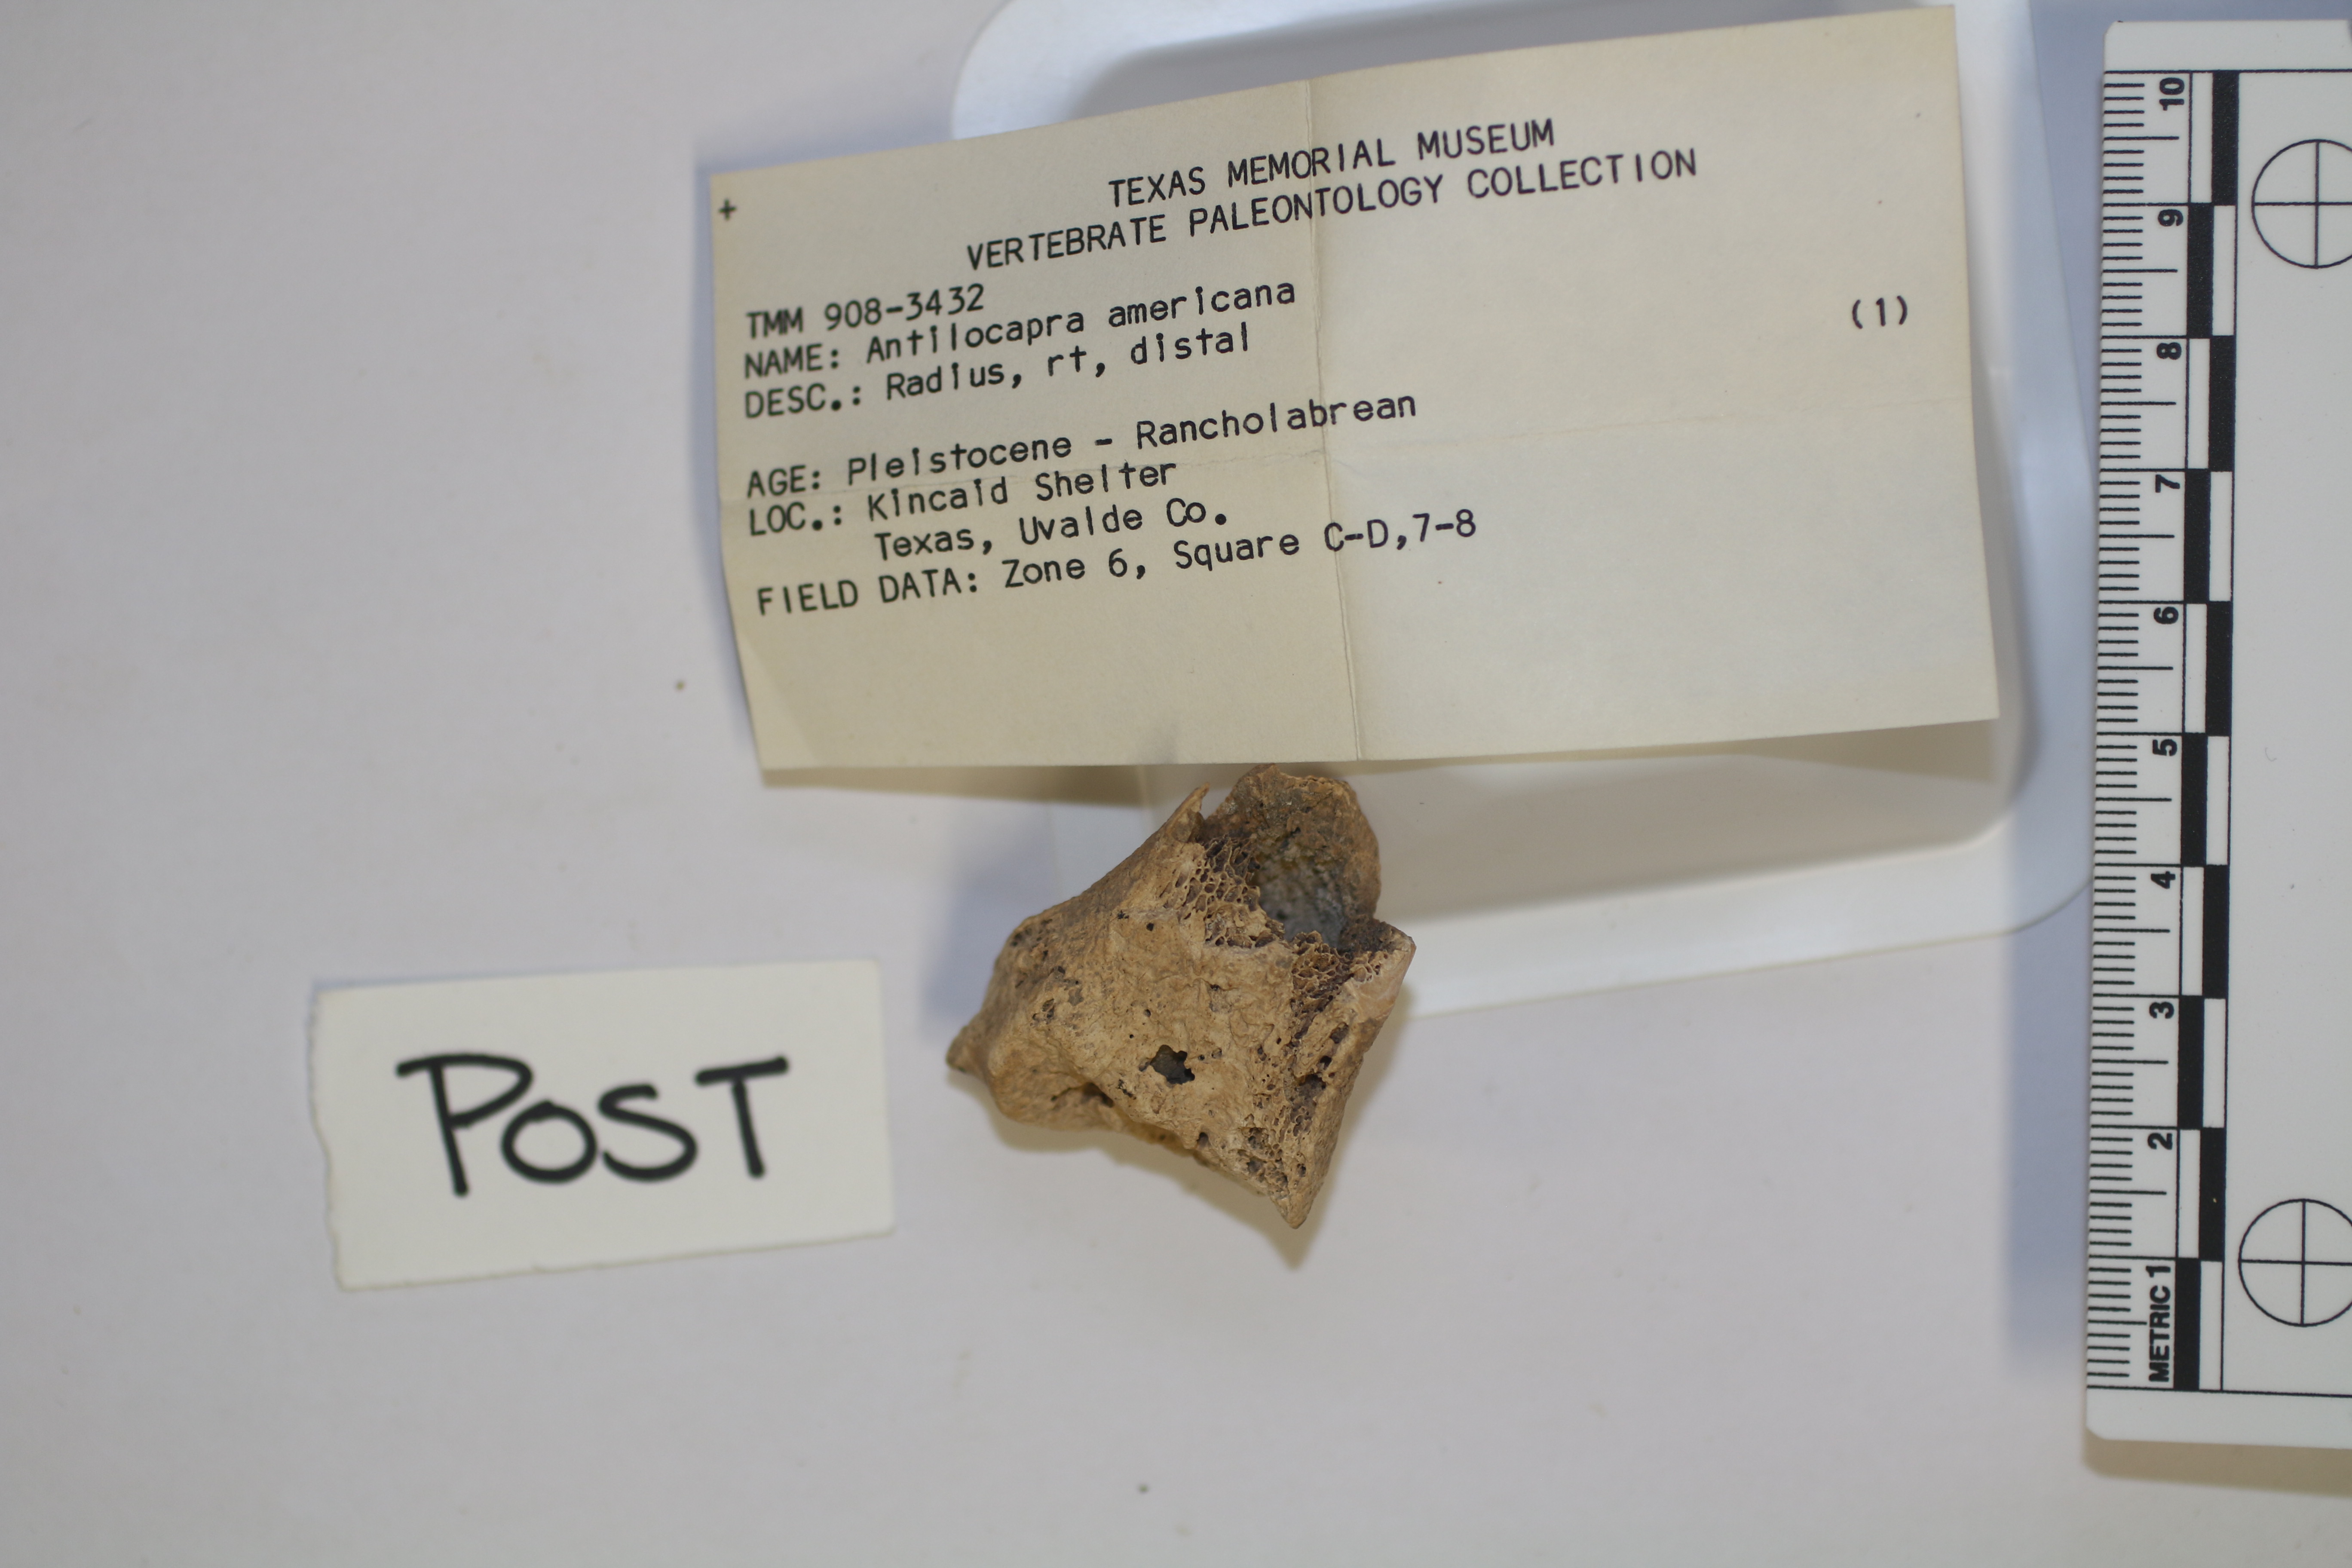 10 9 8 7 6 5 4 3 2 METRIC 1
+
TEXAS MEMORIAL MUSEUM
VERTEBRATE PALEONTOLOGY COLLECTION
TMM 908-3432 (1)
NAME: Antilocapra americana
DESC.: Radius, rt, distal
AGE: Pleistocene - Rancholabrean
LOC.: Kincaid Shelter
Texas, Uvalde Co.
FIELD DATA: Zone 6, Square C-D,7-8
POST